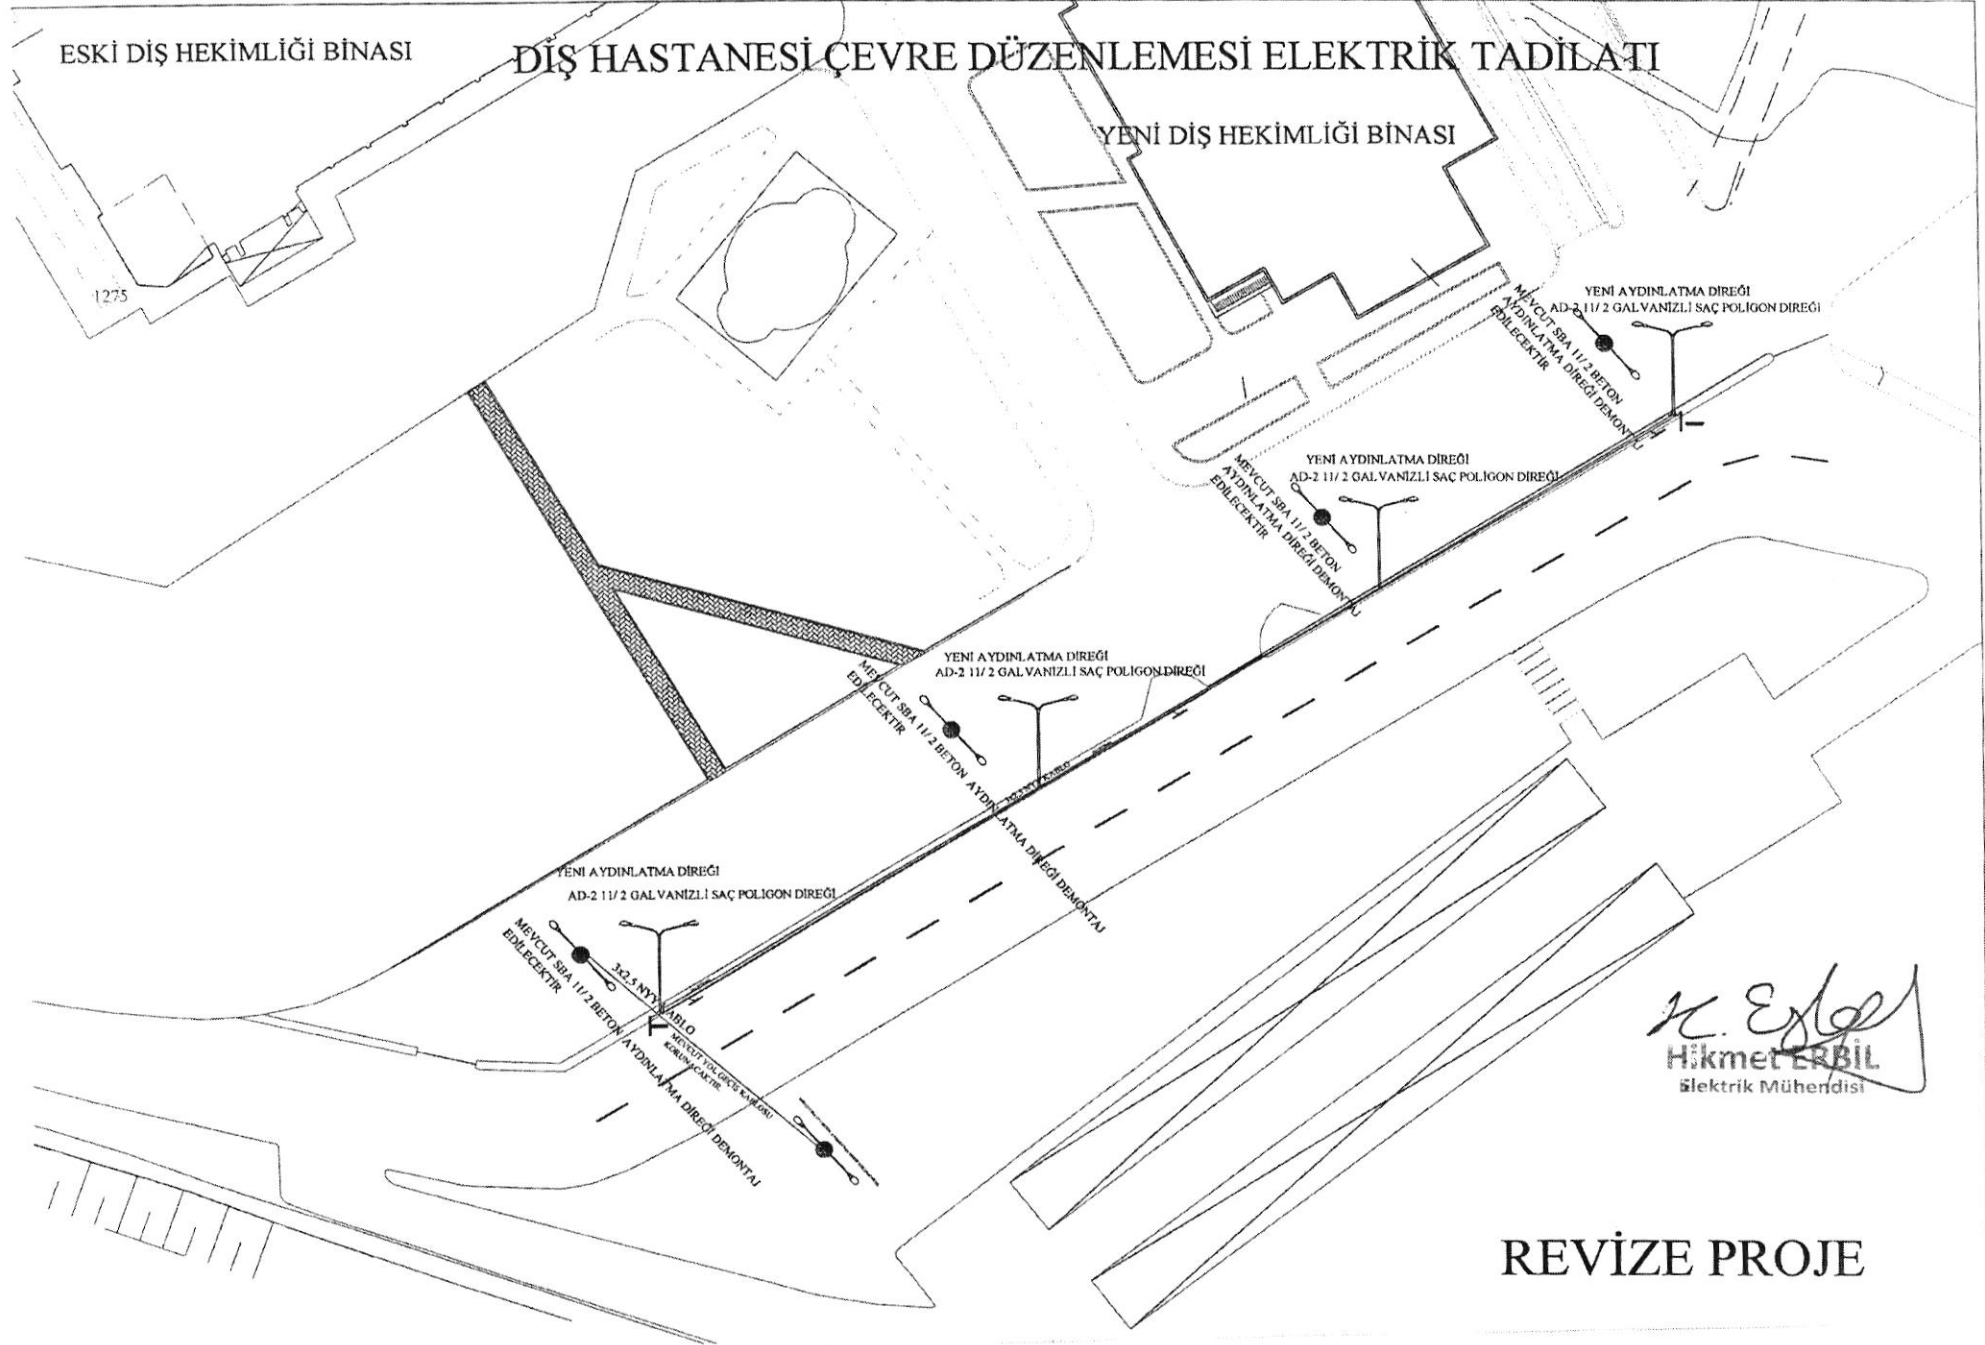 ESKİ DİŞ HEKİMLİĞİ BİNASI
DİŞ HASTANESİ ÇEVRE DÜZENLEMESİ ELEKTRİK TADİLATI
YENİ DİŞ HEKİMLİĞİ BİNASI
1275
YENİ AYDINLATMA DİREĞİ
AD-2 11/ 2 GALVANİZLİ SAÇ POLİGON DİREĞİ
MEVCUT SBA 11/ 2 BETON
AYDINLATMA DİREĞİ DEMONTAJ
EDİLECEKTİR
YENİ AYDINLATMA DİREĞİ
AD-2 11/ 2 GALVANİZLİ SAÇ POLİGON DİREĞİ
MEVCUT SBA 11/ 2 BETON
AYDINLATMA DİREĞİ DEMONTAJ
EDİLECEKTİR
YENİ AYDINLATMA DİREĞİ
AD-2 11/ 2 GALVANİZLİ SAÇ POLİGON DİREĞİ
MEVCUT SBA 11/ 2 BETON AYDINLATMA DİREĞİ DEMONTAJ
EDİLECEKTİR
KABLO
YENİ AYDINLATMA DİREĞİ
AD-2 11/ 2 GALVANİZLİ SAÇ POLİGON DİREĞİ
MEVCUT SBA 11/ 2 BETON AYDINLATMA DİREĞİ DEMONTAJ
EDİLECEKTİR
3x2,5 NYY KABLO
MEVCUT YOL GEÇİŞ KABLOSU
KORUNACAKTIR.
H. Erbil
Hikmet ERBİL
Elektrik Mühendisi
REVİZE PROJE